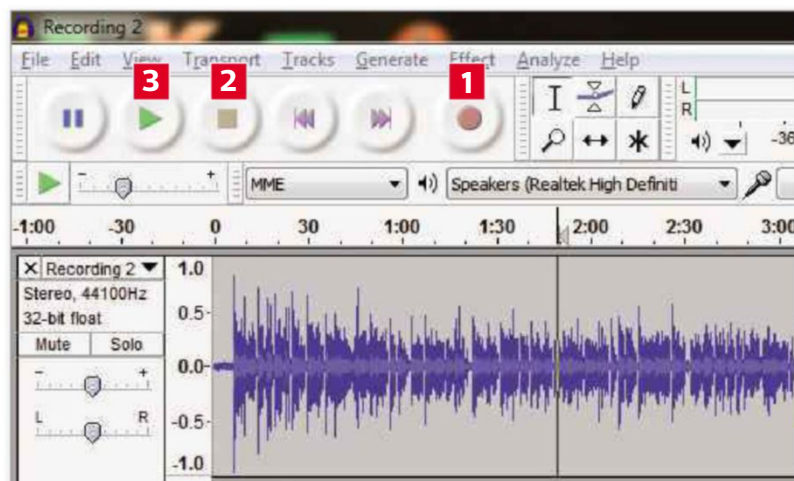 Recording 2
File Edit View Transport Tracks Generate Effect Analyze Help
3 2 1
L
R
-36
- +
MME
Speakers (Realtek High Definiti
-1:00 -30 0 30 1:00 1:30 2:00 2:30 3:00
X Recording 2
Stereo, 44100Hz
32-bit float
Mute Solo
- +
L R
1.0
0.5-
0.0-
-0.5-
-1.0